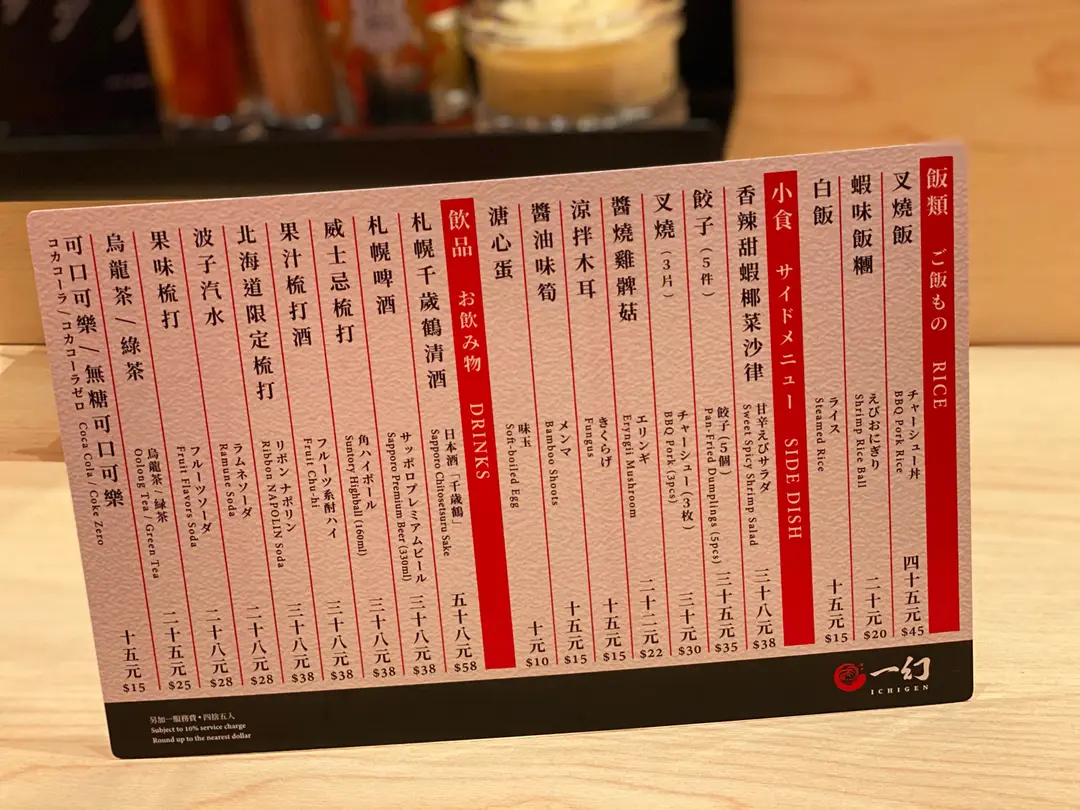 飯類 ご飯もの RICE
叉燒飯 チャーシュー丼 四十五元
BBQ Pork Rice $45
蝦味飯糰 えびおにぎり 二十元
Shrimp Rice Ball $20
白飯 ライス 十五元
Steamed Rice $15
小食 サイドメニュー SIDE DISH
香辣甜蝦椰菜沙律 甘辛えびサラダ 三十八元
Sweet Spicy Shrimp Salad $38
餃子（5件） 餃子（5個） 三十五元
Pan-Fried Dumplings (5pcs) $35
叉燒（3片） チャーシュー（3枚） 三十元
BBQ Pork (3pcs) $30
醬燒雞髀菇 エリンギ 二十二元
Eryngii Mushroom $22
涼拌木耳 きくらげ 十五元
Fungus $15
醬油味筍 メンマ 十五元
Bamboo Shoots $15
溏心蛋 味玉 十元
Soft-boiled Egg $10
飲品 お飲み物 DRINKS
札幌千歲鶴清酒 日本酒「千歳鶴」 五十八元
Sapporo Chitosetsuru Sake $58
札幌啤酒 サッポロプレミアムビール 三十八元
Sapporo Premium Beer (330ml) $38
威士忌梳打 角ハイボール 三十八元
Suntory Highball (160ml) $38
果汁梳打酒 フルーツ系酎ハイ 三十八元
Fruit Chu-hi $38
北海道限定梳打 リボンナポリン 三十八元
Ribbon NAPOLIN Soda $38
波子汽水 ラムネソーダ 二十八元
Ramune Soda $28
果味梳打 フルーツソーダ 二十八元
Fruit Flavors Soda $28
烏龍茶 / 綠茶 烏龍茶 / 緑茶 二十五元
Oolong Tea / Green Tea $25
可口可樂 / 無糖可口可樂 十五元
コカコーラ / コカコーラゼロ Coca Cola / Coke Zero $15
一幻
ICHIGEN
另加一服務費・四捨五入
Subject to 10% service charge
Round up to the nearest dollar